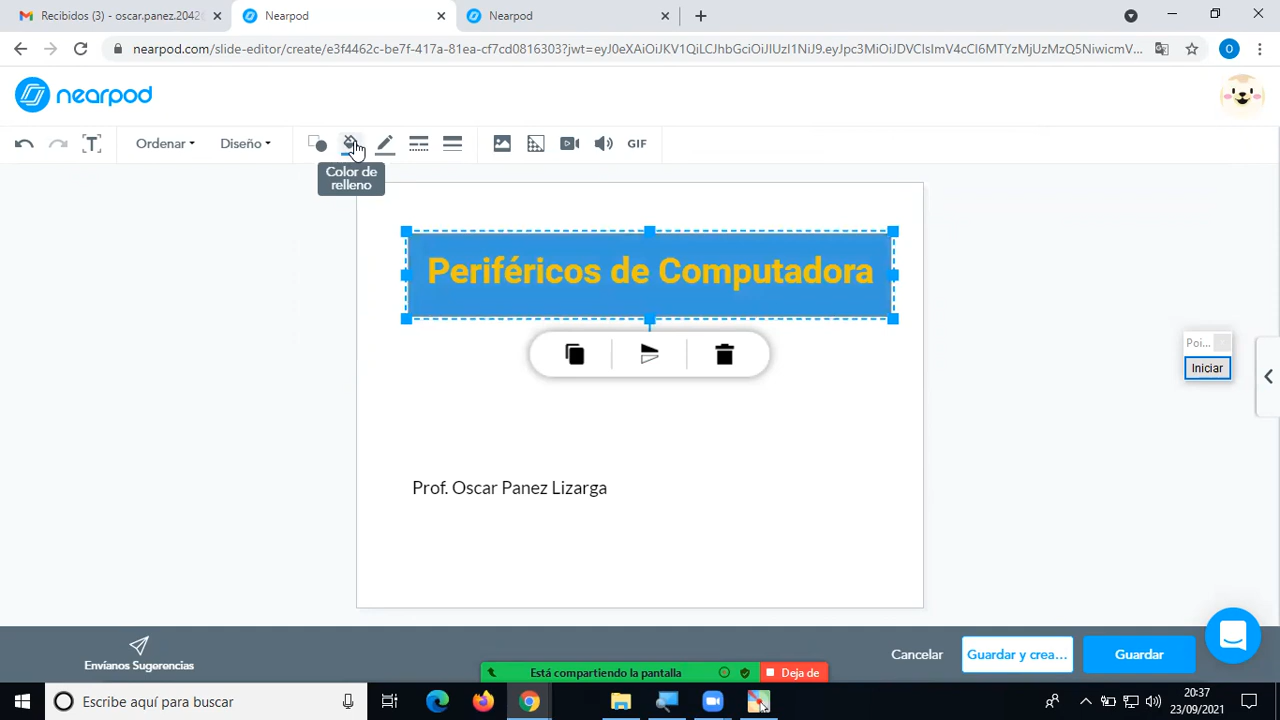 Recibidos (3) - oscar.panez.2042(
Nearpod
Nearpod
nearpod.com/slide-editor/create/e3f4462c-be7f-417a-81ea-cf7cd0816303?jwt=eyJ0eXAiOiJKV1QiLCJhbGciOiJIUzI1NiJ9.eyJpc3MiOiJDVCIsImV4cCI6MTYzMjUzMzQ5NiwicmV...
O
nearpod
Ordenar
Diseño
GIF
Color de
relleno
Periféricos de Computadora
Poi...
Iniciar
Prof. Oscar Panez Lizarga
Envíanos Sugerencias
Cancelar
Guardar y crea...
Guardar
Está compartiendo la pantalla
Deja de
Escribe aquí para buscar
20:37
23/09/2021